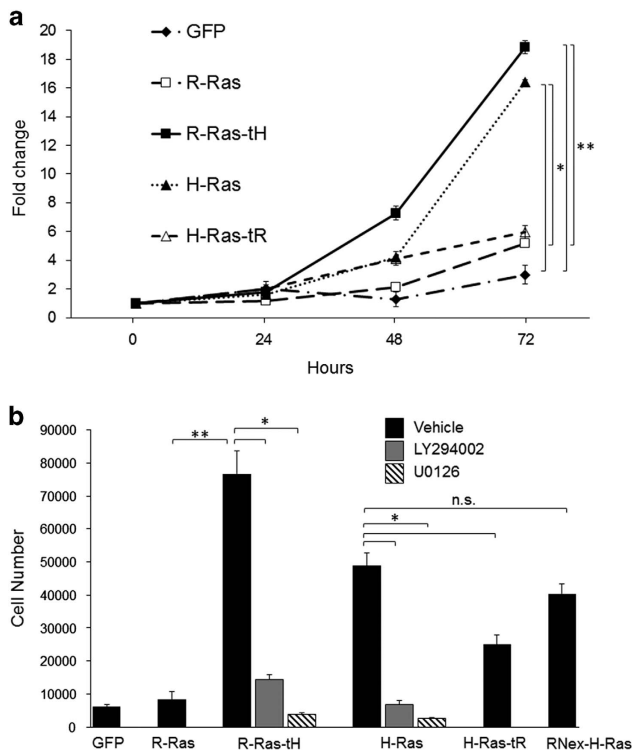 a
20
18
16
14
12
10
8
6
4
2
0
Fold change
GFP
R-Ras
R-Ras-tH
H-Ras
H-Ras-tR
*
**
0 24 48 72
Hours
b
90000
80000
70000
60000
50000
40000
30000
20000
10000
0
Cell Number
Vehicle
LY294002
U0126
**
*
n.s.
*
GFP R-Ras R-Ras-tH H-Ras H-Ras-tR RNex-H-Ras